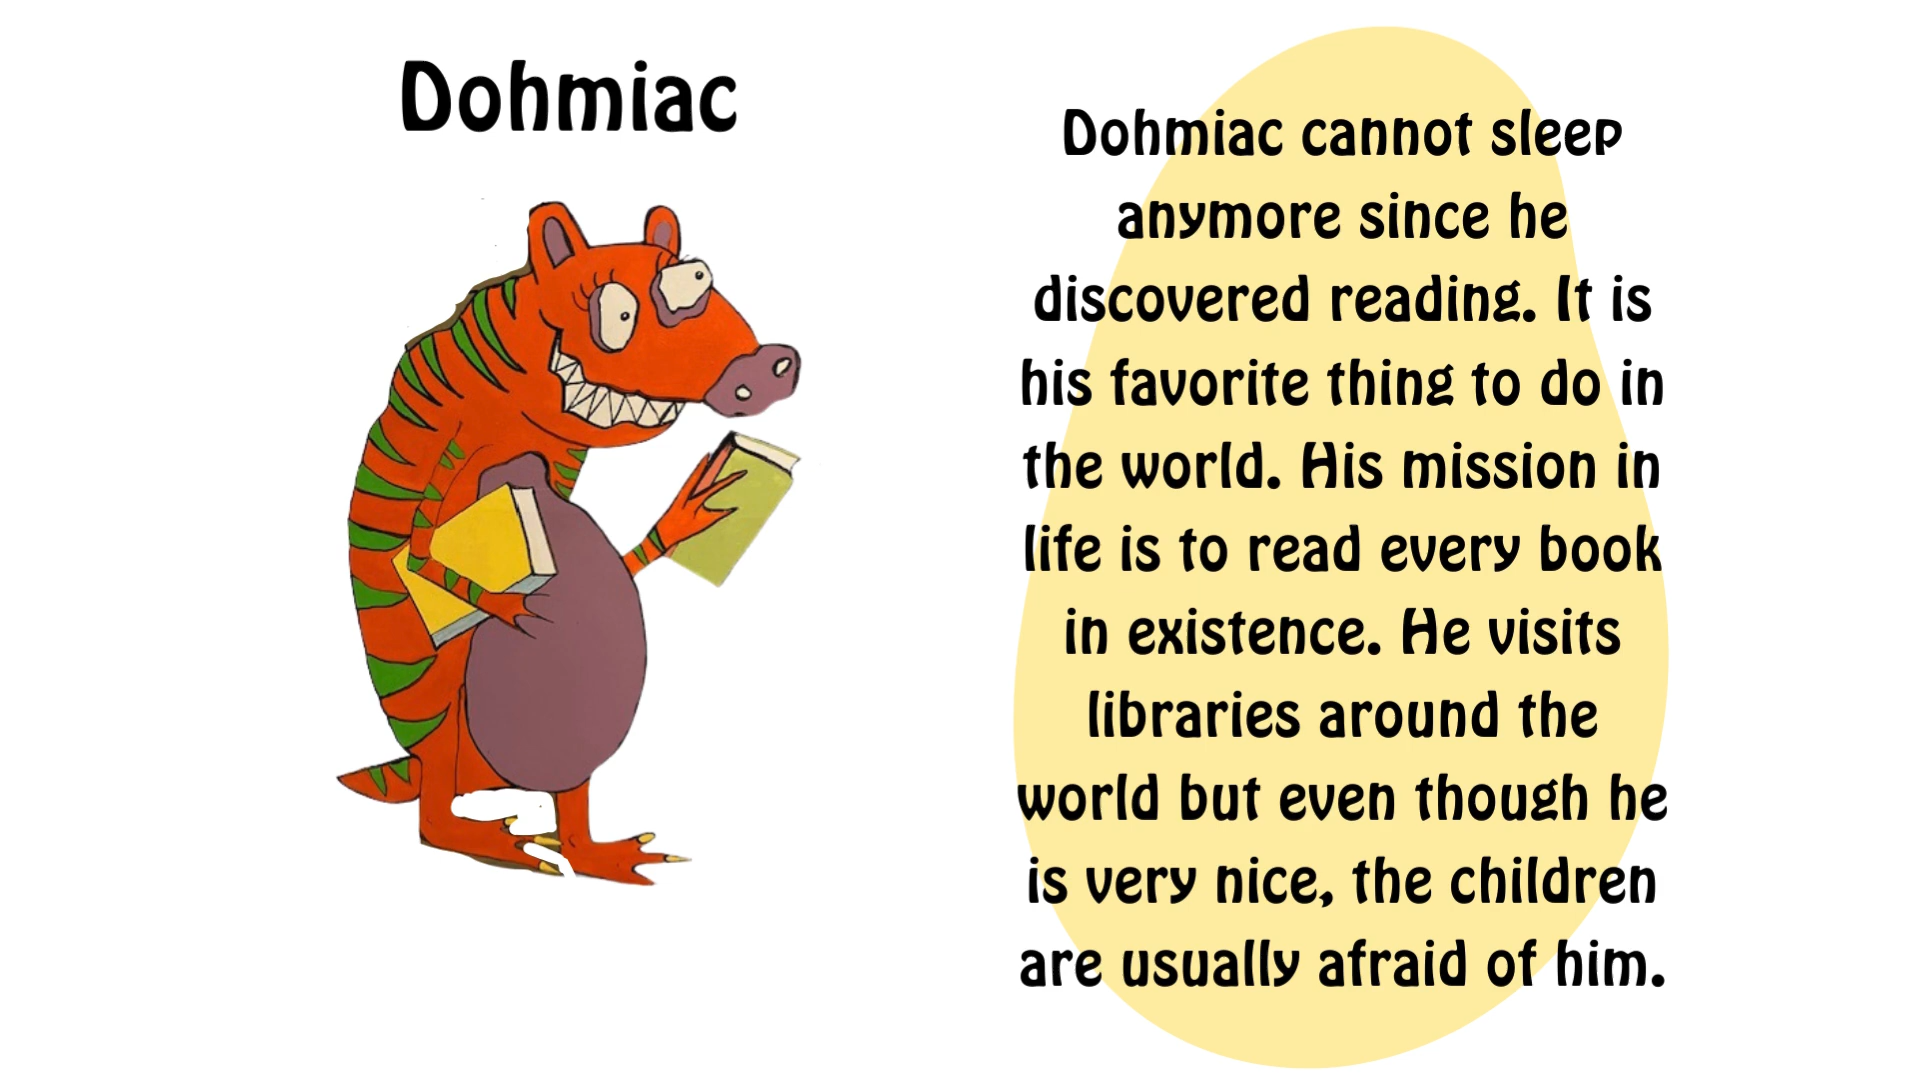 Dohmiac
Dohmiac cannot sleep
anymore since he
discovered reading. It is
his favorite thing to do in
the world. His mission in
life is to read every book
in existence. He visits
libraries around the
world but even though he
is very nice, the children
are usually afraid of him.